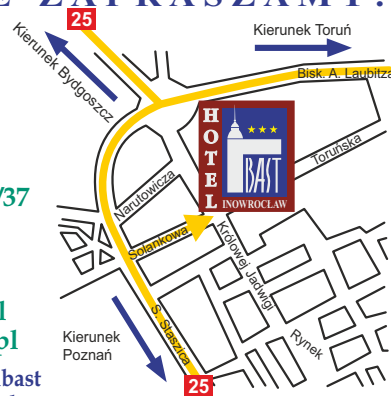 ZAPRASZAMY!
25
Kierunek Toruń
Kierunek Bydgoszcz
Bisk. A. Laubitza
HOTEL
BAST
INOWROCŁAW
Toruńska
/37
Narutowicza
Solankowa
Królowej Jadwigi
l
pl
S. Staszica
Kierunek
Poznań
Rynek
bast
25